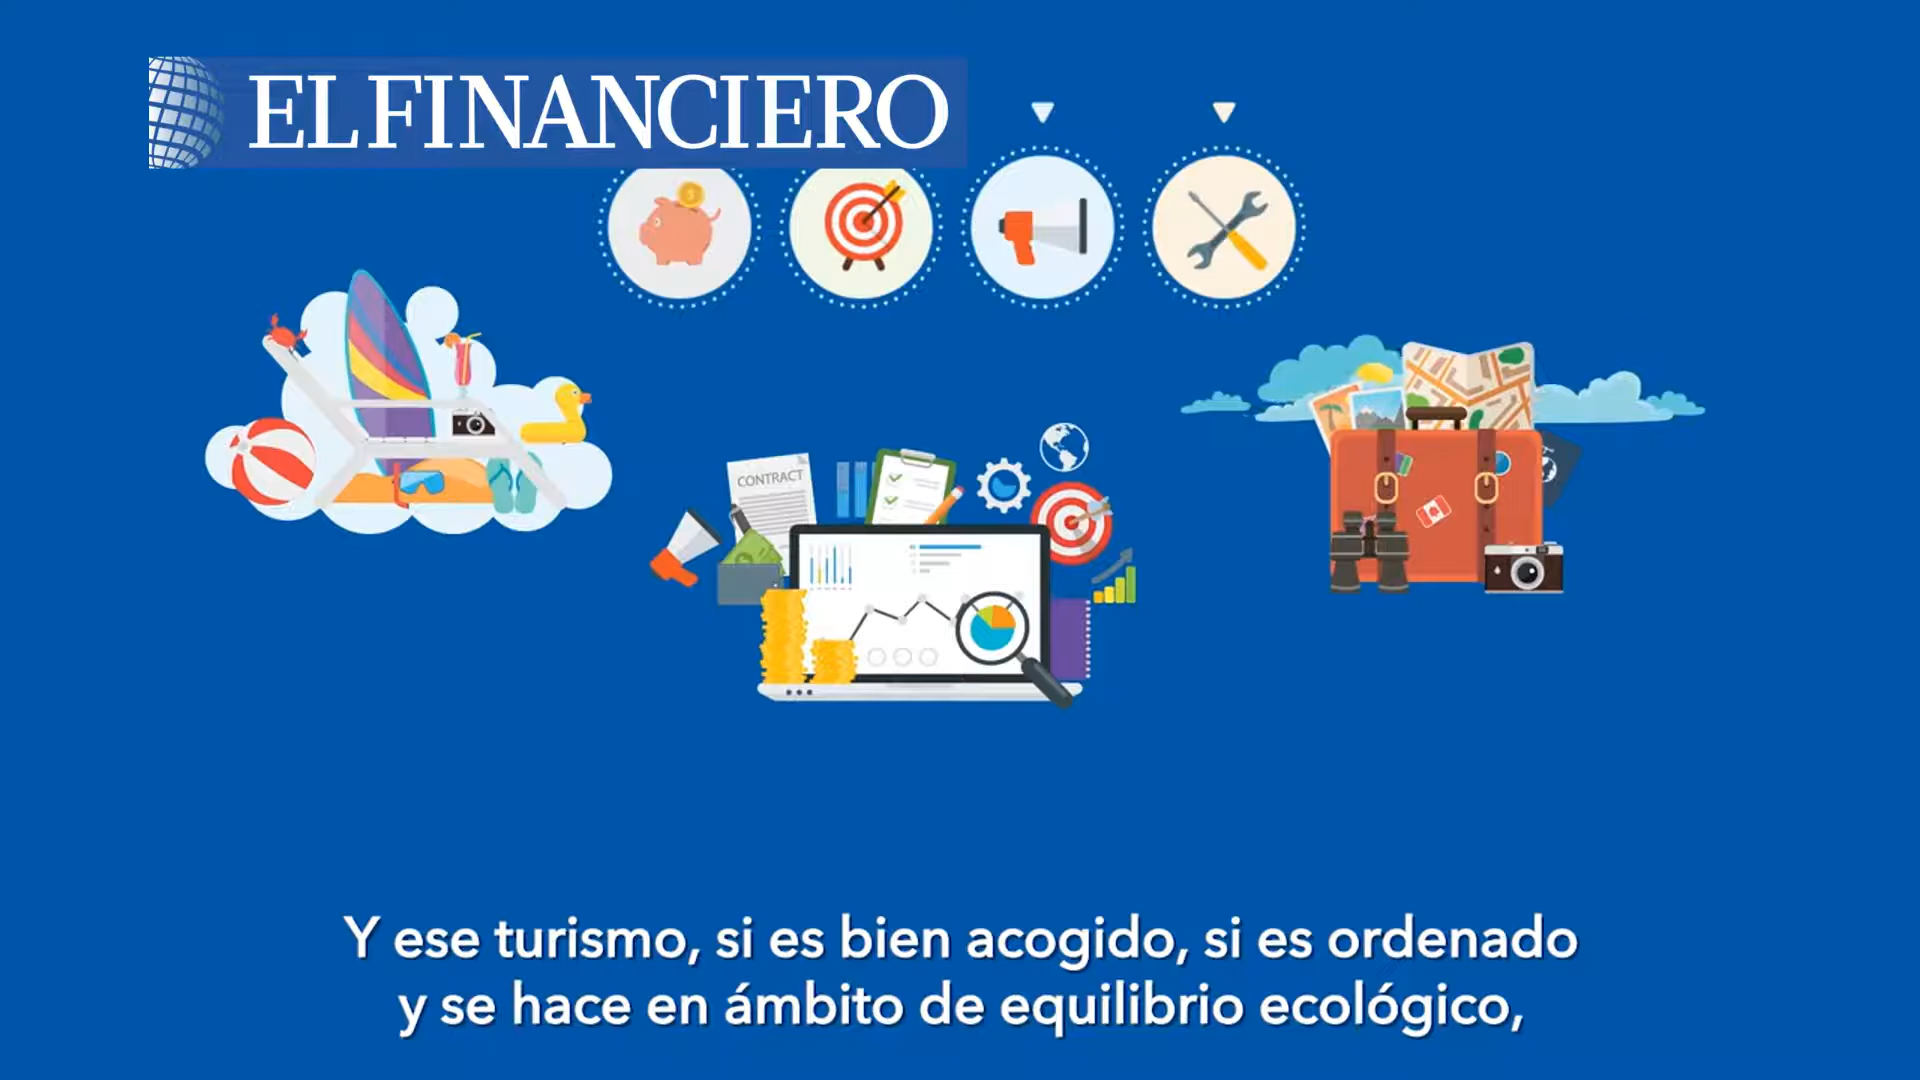 EL FINANCIERO
CONTRACT
Y ese turismo, si es bien acogido, si es ordenado
y se hace en ámbito de equilibrio ecológico,